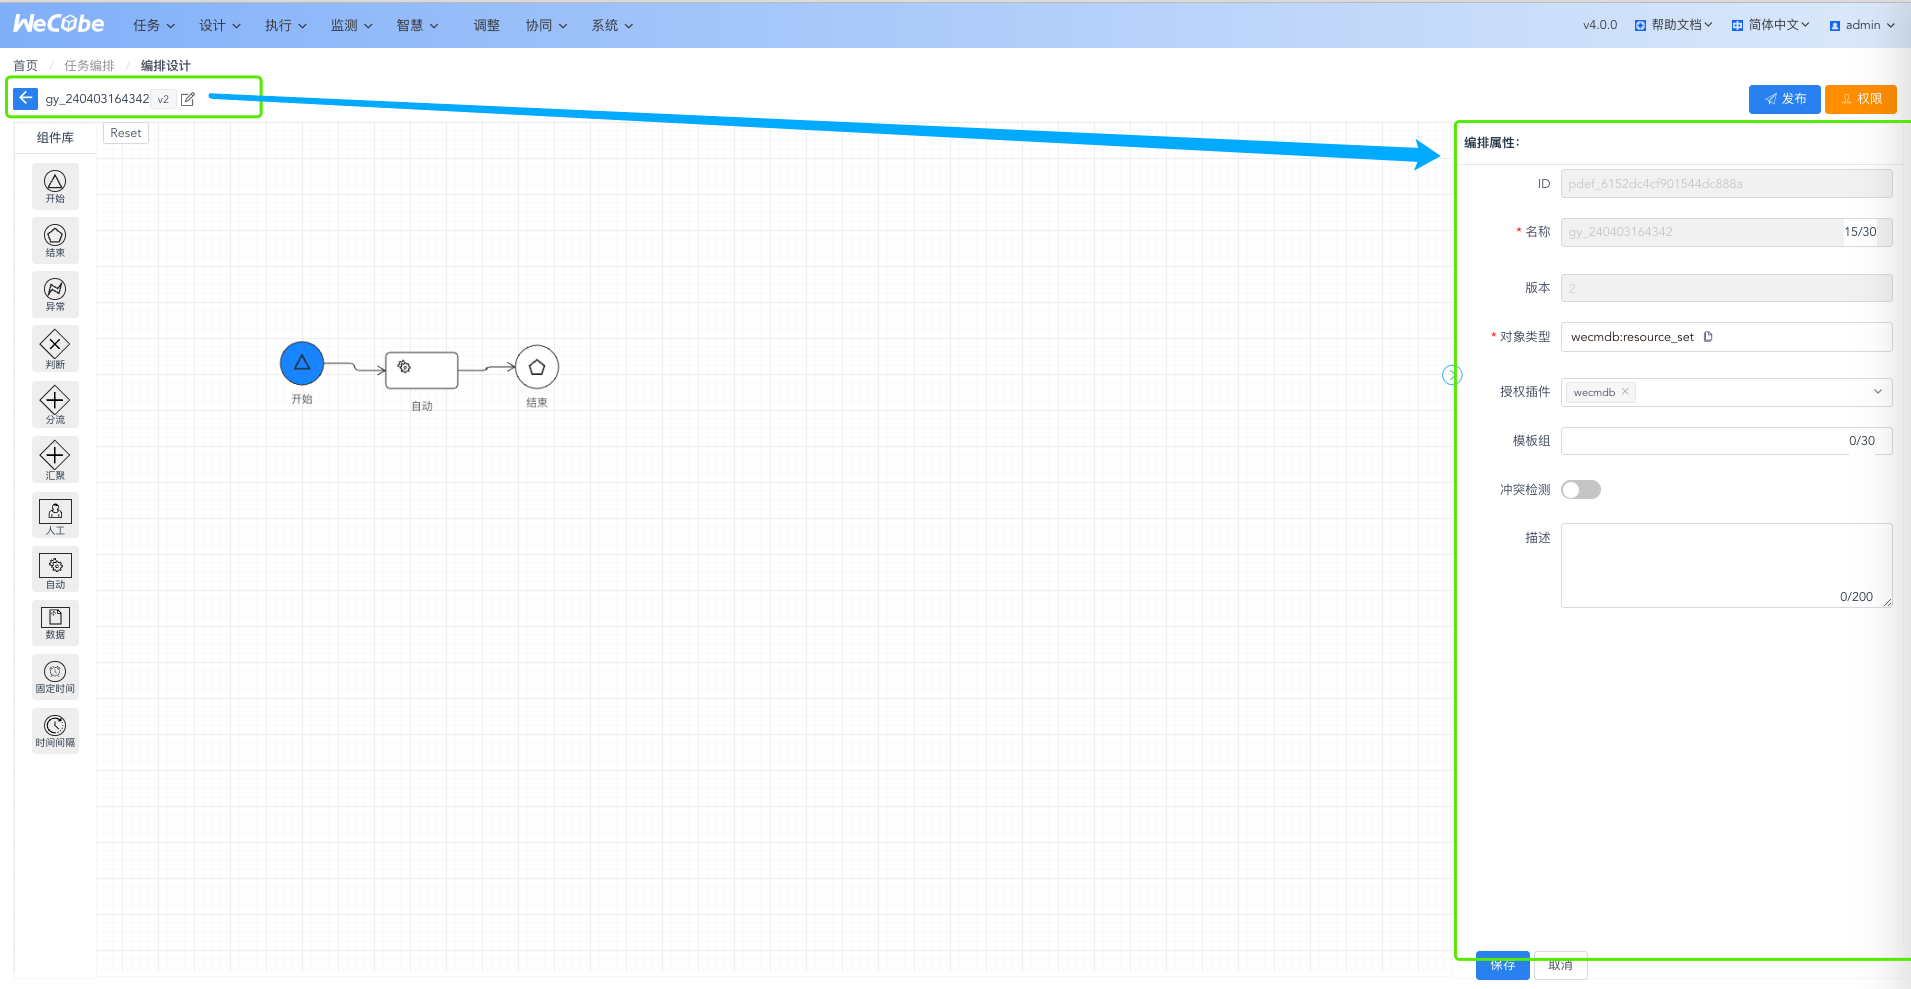 WeCube 任务 设计 执行 监测 智慧 调整 协同 系统 v4.0.0 帮助文档 简体中文 admin
首页 / 任务编排 / 编排设计
gy_240403164342 v2
发布 权限
组件库
Reset
开始
结束
异常
判断
分流
汇聚
人工
自动
数据
固定时间
时间间隔
开始
自动
结束
编排属性:
ID pdef_6152dc4cf901544dc888a
* 名称 gy_240403164342 15/30
版本 2
* 对象类型 wecmdb:resource_set
授权插件 wecmdb
模板组 0/30
冲突检测
描述
0/200
保存 取消